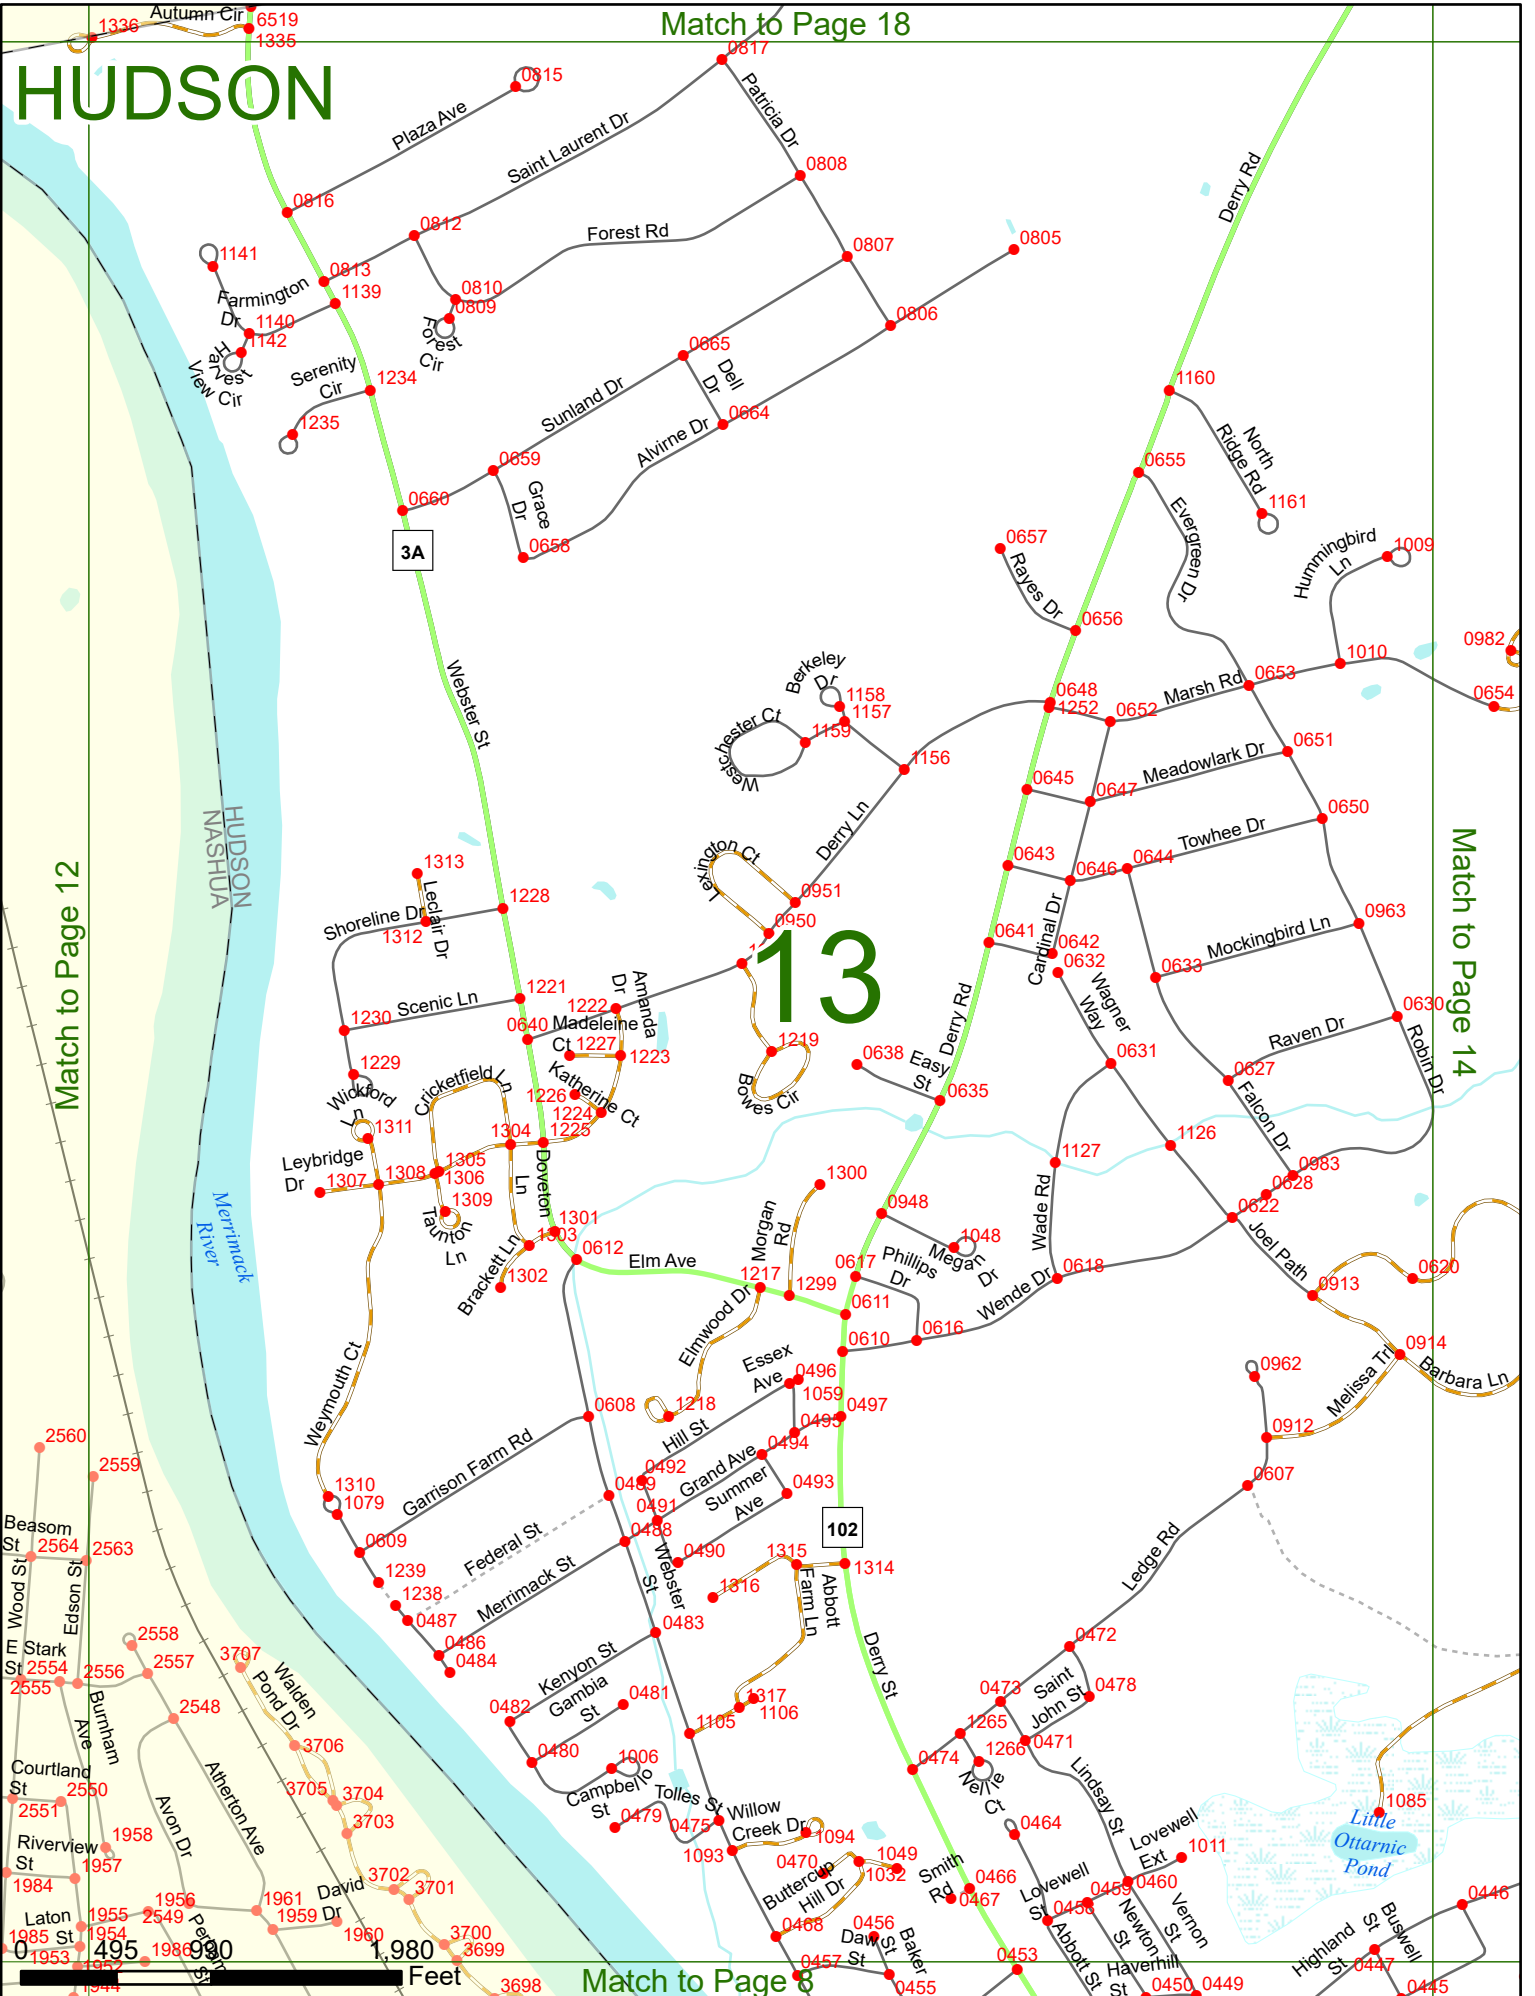 Autumn Cir
6519
1336
1335
Match to Page 18
HUDSON
0817
0815
Plaza Ave
Patricia Dr
Saint Laurent Dr
0808
Derry Rd
0816
0812
Forest Rd
0807
0805
1141
0813
Farmington
Dr
1139
0810
0809
Forest
Cir
1140
1142
Harvest
View Cir
0806
Serenity
Cir
1234
0665
Dell
Dr
1160
Sunland Dr
0664
1235
Alvirne Dr
North
Ridge Rd
0659
0655
Grace
Dr
0660
1161
Evergreen Dr
3A
0658
0657
Rayes Dr
Hummingbird
Ln
1009
0656
0982
1010
Webster St
Berkeley
Dr
0653
Marsh Rd
0654
1158
1157
0648
1252
0652
1159
Westchester Ct
0651
1156
Meadowlark Dr
0645
0647
HUDSON
NASHUA
0650
Towhee Dr
Derry Ln
Match to Page 12
Match to Page 14
Lexington Ct
1313
0643
0646
0644
Leclair Dr
0951
1228
Shoreline Dr
1312
0950
13
Cardinal Dr
0963
Mockingbird Ln
0641
0642
0632
0633
Wagner
Way
1221
Scenic Ln
Amanda
Dr
1222
1230
0640
Madeleine
Ct
1227
1223
0630
Raven Dr
Robin Dr
Derry Rd
1219
Bowes Cir
0638
Easy
St
0631
0627
1229
Wickford
Ln
Cricketfield Ln
Katherine Ct
1226
1224
0635
Falcon Dr
1311
1304
1225
1126
Leybridge
Dr
1307
1308
1305
1306
Doveton
Ln
1127
0983
0628
1300
1309
Taunton
Ln
Merrimack
River
Morgan
Rd
0948
0622
Wade Rd
Joel Path
1301
1303
0612
Elm Ave
1048
Megan
Dr
Brackett Ln
1302
Phillips
Dr
0617
0618
0620
Wende Dr
0913
1217
1299
0611
Elmwood Dr
0610
0616
0914
Essex
Ave
0496
1059
0962
Melissa Trl
Barbara Ln
Weymouth Ct
1218
0608
0497
0495
Hill St
0494
0912
Garrison Farm Rd
Grand Ave
2560
2559
0492
0607
Summer
Ave
0493
0489
1310
1079
0491
102
Beasom
St
2564
2563
0488
0609
Federal St
0490
1315
1314
1239
Webster
St
1316
Abbott
Farm Ln
Ledge Rd
Wood St
Edson St
1238
Merrimack St
0487
0483
2558
E Stark
St
0486
0484
0472
2554
2555
2556
2557
3707
Walden
Pond Dr
Kenyon St
Derry St
Saint
John St
0478
Gambia
St
0481
1317
1106
0473
0482
Burnham
Ave
2548
1105
1265
0471
3706
0480
1006
0474
1266
Nellie
Ct
Courtland
St
2550
2551
Atherton Ave
Avon Dr
3705
3704
Campbello
St
Tolles St
Lindsay St
1085
0479
0475
Willow
Creek Dr
3703
1094
0464
Lovewell
Ext
1011
Little
Ottarnic
Pond
Riverview
St
1958
1093
1957
0470
1049
1032
1984
3702
3701
Buttercup
Hill Dr
Smith
Rd
0466
0467
Lovewell
St
0460
0459
0458
David
Dr
1956
1961
0446
Laton
St
1955
2549
1959
Vernon
St
Newton
St
Buswell
St
1954
1985
1960
3700
0468
0456
Daw
St
Baker
St
Abbott St
Highland
St
0447
1953
1986
3699
1952
0457
0453
0455
Haverhill
St
0450
0449
0445
1944
3698
0
495
990
1,980
Feet
Match to Page 8